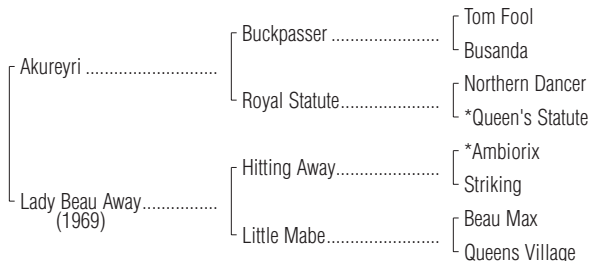 Tom Fool
Buckpasser ....................
Busanda
Akureyri .........................
Northern Dancer
Royal Statute ..................
*Queen's Statute
*Ambiorix
Hitting Away...................
Striking
Lady Beau Away..............
(1969)
Beau Max
Little Mabe.....................
Queens Village